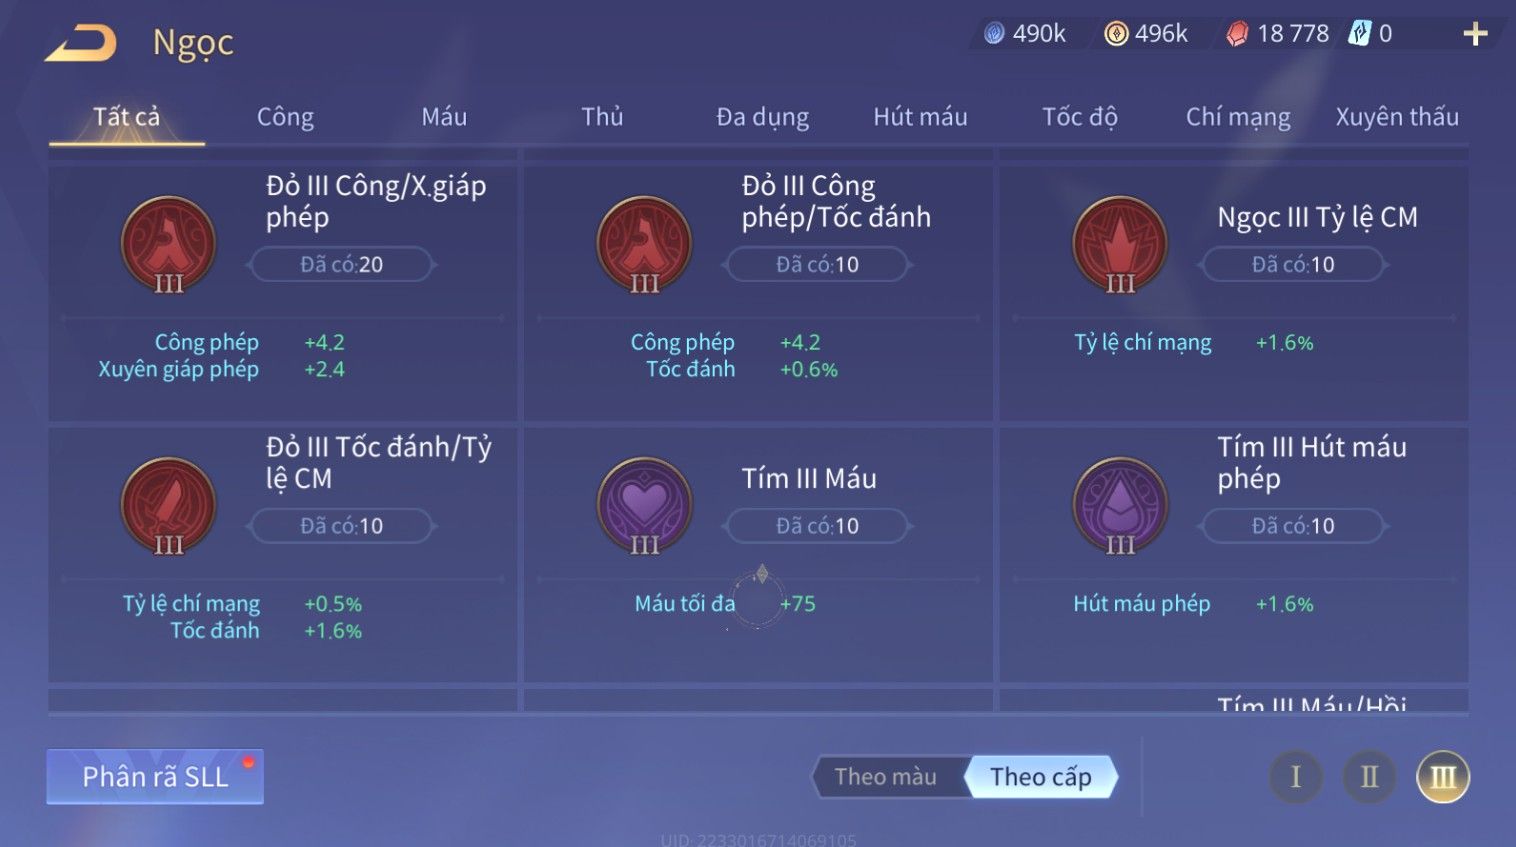 Ngọc
490k 496k 18 778 0
Tất cả Công Máu Thủ Đa dụng Hút máu Tốc độ Chí mạng Xuyên thấu
Đỏ III Công/X.giáp
phép
III
Đã có:20
Công phép +4.2
Xuyên giáp phép +2.4
Đỏ III Công
phép/Tốc đánh
III
Đã có:10
Công phép +4.2
Tốc đánh +0.6%
Ngọc III Tỷ lệ CM
III
Đã có:10
Tỷ lệ chí mạng +1.6%
Đỏ III Tốc đánh/Tỷ
lệ CM
III
Đã có:10
Tỷ lệ chí mạng +0.5%
Tốc đánh +1.6%
Tím III Máu
III
Đã có:10
Máu tối đa +75
Tím III Hút máu
phép
III
Đã có:10
Hút máu phép +1.6%
Tím III Máu/Hồi
Phân rã SLL
Theo màu Theo cấp
I II III
UID: 2233016714069105